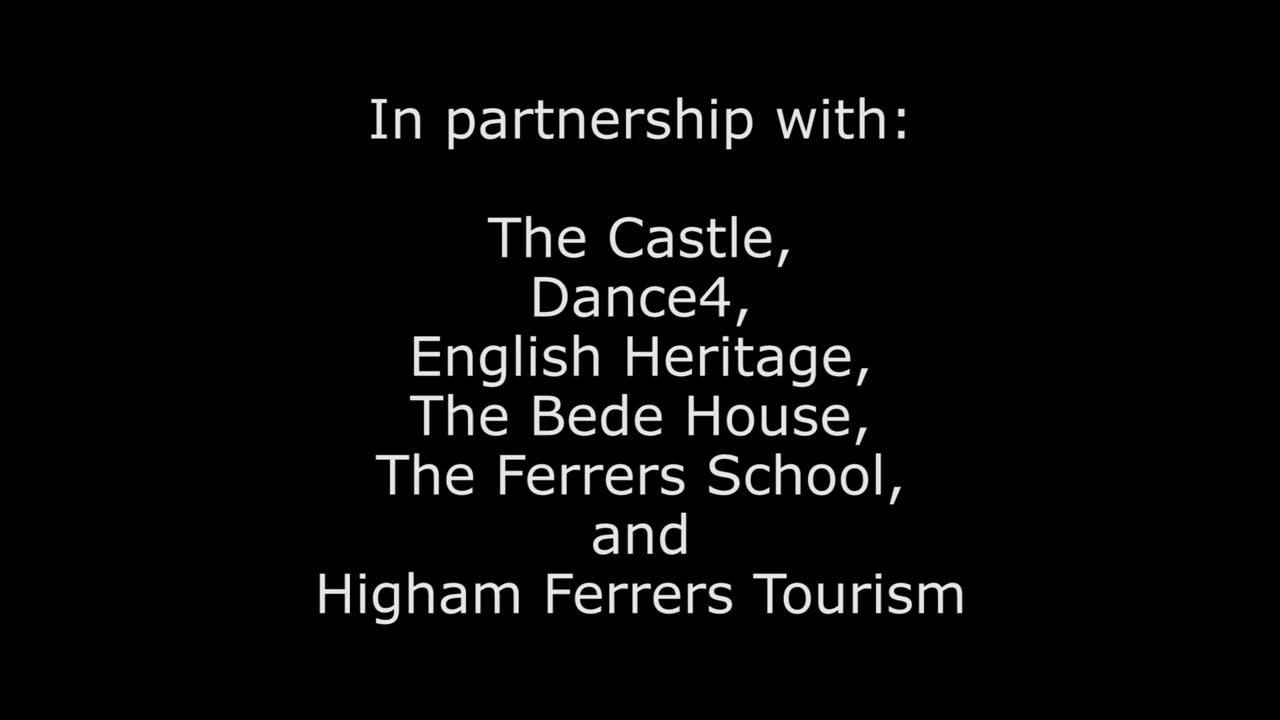 In partnership with:
The Castle,
Dance4,
English Heritage,
The Bede House,
The Ferrers School,
and
Higham Ferrers Tourism